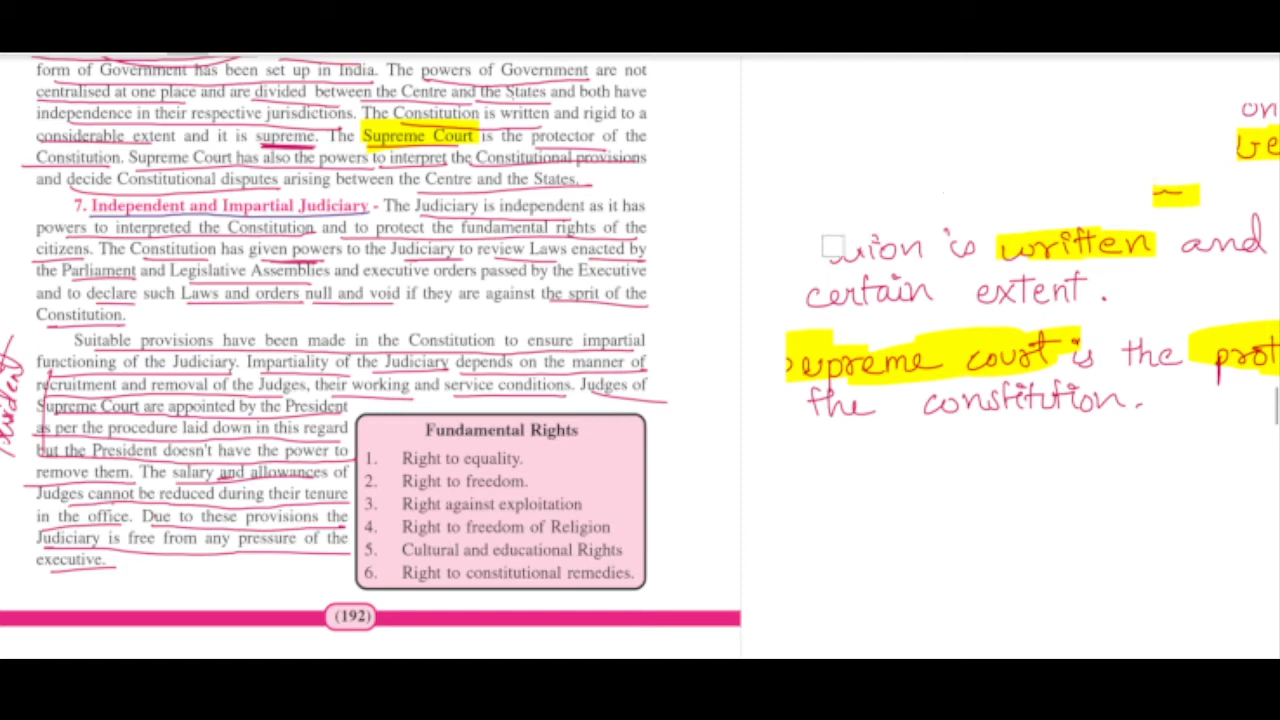 form of Government has been set up in India. The powers of Government are not
centralised at one place and are divided between the Centre and the States and both have
independence in their respective jurisdictions. The Constitution is written and rigid to a
considerable extent and it is supreme. The Supreme Court is the protector of the
Constitution. Supreme Court has also the powers to interpret the Constitutional provisions
and decide Constitutional disputes arising between the Centre and the States.
7. Independent and Impartial Judiciary - The Judiciary is independent as it has
powers to interpreted the Constitution and to protect the fundamental rights of the
citizens. The Constitution has given powers to the Judiciary to review Laws enacted by
the Parliament and Legislative Assemblies and executive orders passed by the Executive
and to declare such Laws and orders null and void if they are against the sprit of the
Constitution.
Suitable provisions have been made in the Constitution to ensure impartial
functioning of the Judiciary. Impartiality of the Judiciary depends on the manner of
recruitment and removal of the Judges, their working and service conditions. Judges of
Supreme Court are appointed by the President
as per the procedure laid down in this regard
but the President doesn't have the power to
remove them. The salary and allowances of
Judges cannot be reduced during their tenure
in the office. Due to these provisions the
Judiciary is free from any pressure of the
executive.
Fundamental Rights
1. Right to equality.
2. Right to freedom.
3. Right against exploitation
4. Right to freedom of Religion
5. Cultural and educational Rights
6. Right to constitutional remedies.
(192)
on
is written and
certain extent.
supreme court is the prot
the constitution.